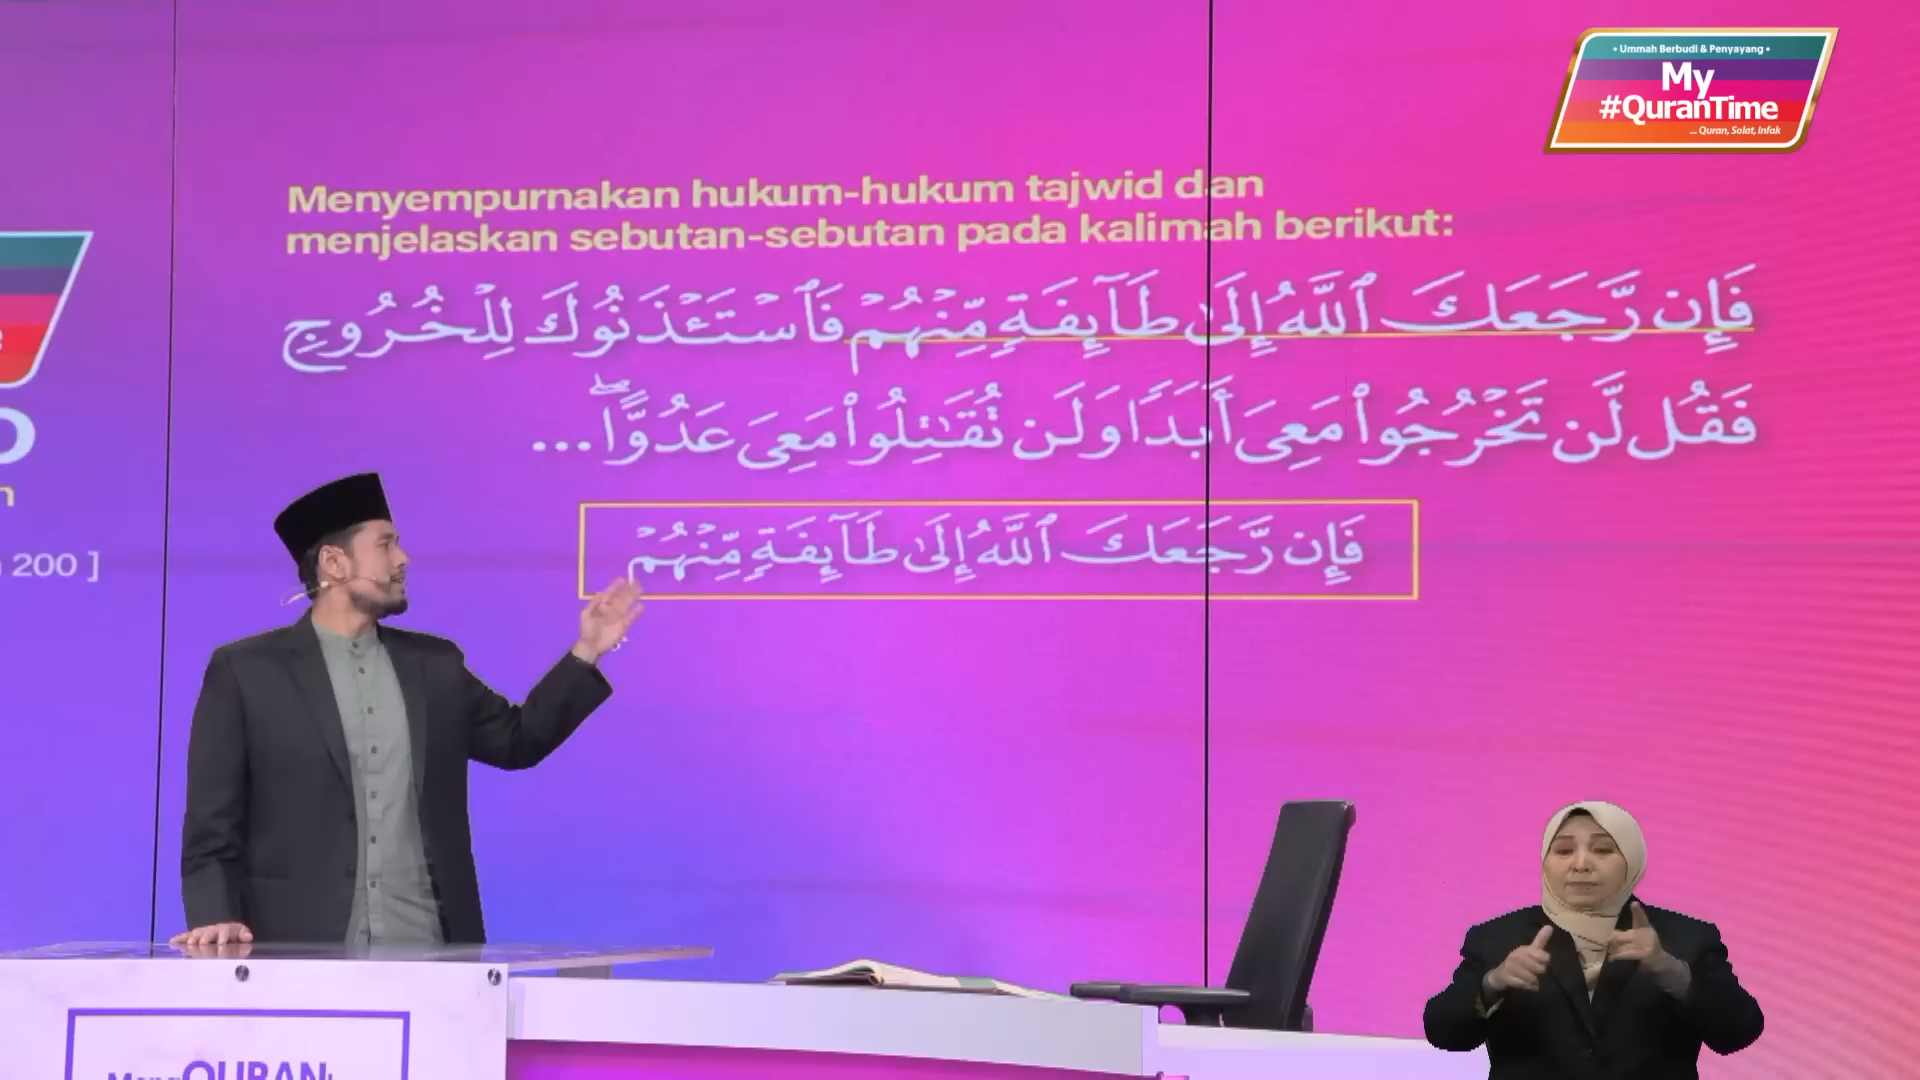 • Ummah Berbudi & Penyayang •
My
#QuranTime
... Quran, Solat, Infak
Menyempurnakan hukum-hukum tajwid dan
menjelaskan sebutan-sebutan pada kalimah berikut:
فَإِن رَّجَعَكَ ٱللَّهُ إِلَىٰ طَآئِفَةٍ مِّنْهُمْ فَٱسْتَـْٔذَنُوكَ لِلْخُرُوجِ
فَقُل لَّن تَخْرُجُوا۟ مَعِىَ أَبَدًا وَلَن تُقَـٰتِلُوا۟ مَعِىَ عَدُوًّا ۖ...
فَإِن رَّجَعَكَ ٱللَّهُ إِلَىٰ طَآئِفَةٍ مِّنْهُمْ
200 ]
QURAN